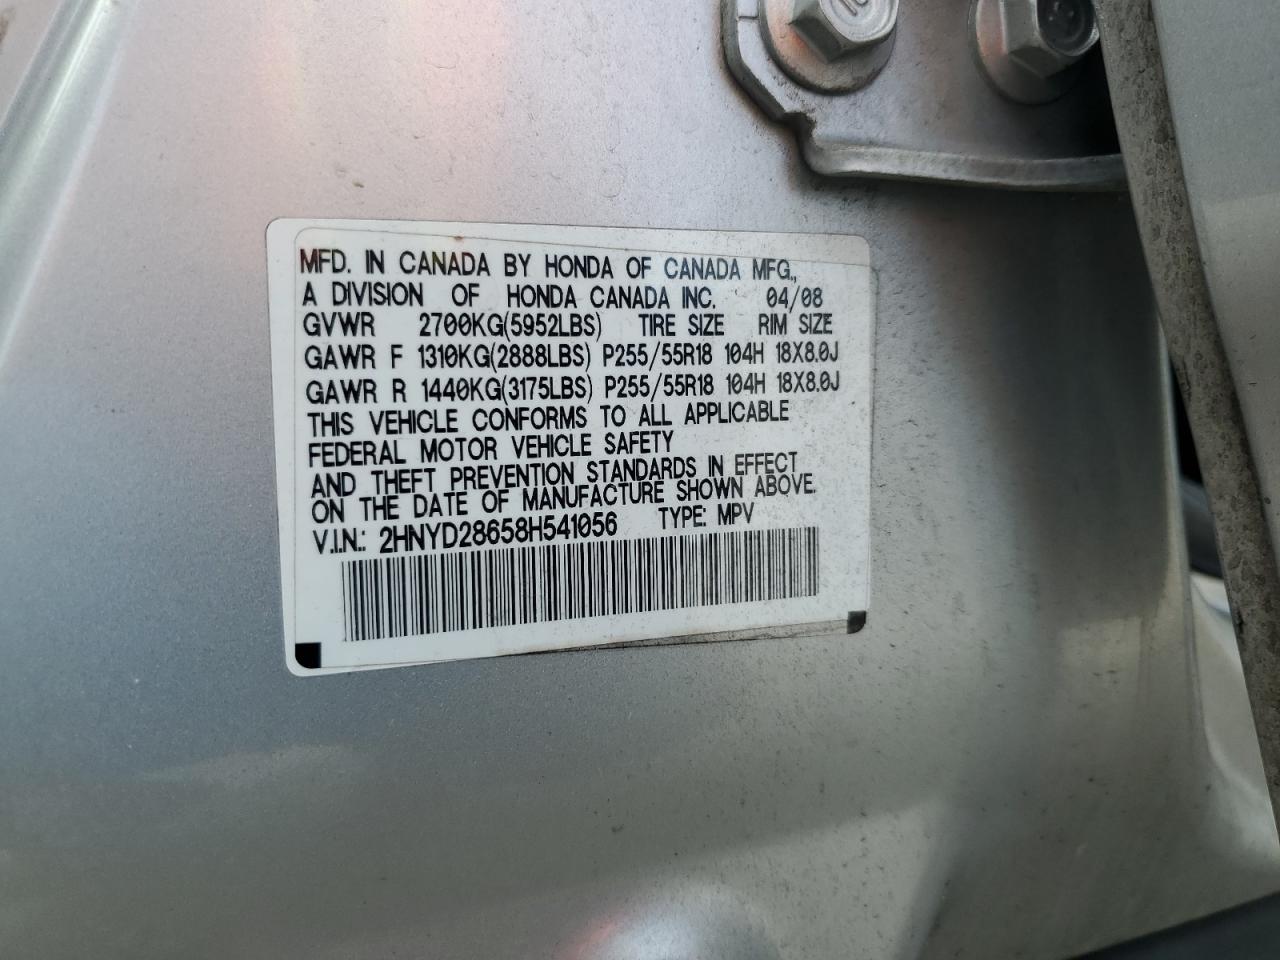 MFD. IN CANADA BY HONDA OF CANADA MFG.,
A DIVISION OF HONDA CANADA INC. 04/08
GVWR 2700KG(5952LBS) TIRE SIZE RIM SIZE
GAWR F 1310KG(2888LBS) P255/55R18 104H 18X8.0J
GAWR R 1440KG(3175LBS) P255/55R18 104H 18X8.0J
THIS VEHICLE CONFORMS TO ALL APPLICABLE
FEDERAL MOTOR VEHICLE SAFETY
AND THEFT PREVENTION STANDARDS IN EFFECT
ON THE DATE OF MANUFACTURE SHOWN ABOVE.
V.I.N.: 2HNYD28658H541056 TYPE: MPV